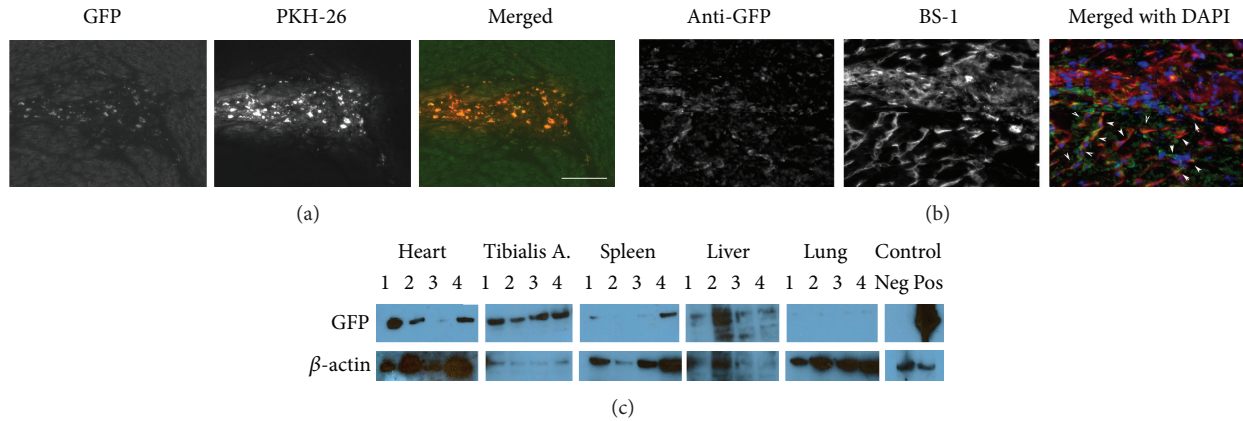 GFP PKH-26 Merged Anti-GFP BS-1 Merged with DAPI
(a) (b)
Heart Tibialis A. Spleen Liver Lung Control
1 2 3 4 1 2 3 4 1 2 3 4 1 2 3 4 1 2 3 4 Neg Pos
GFP
β-actin
(c)